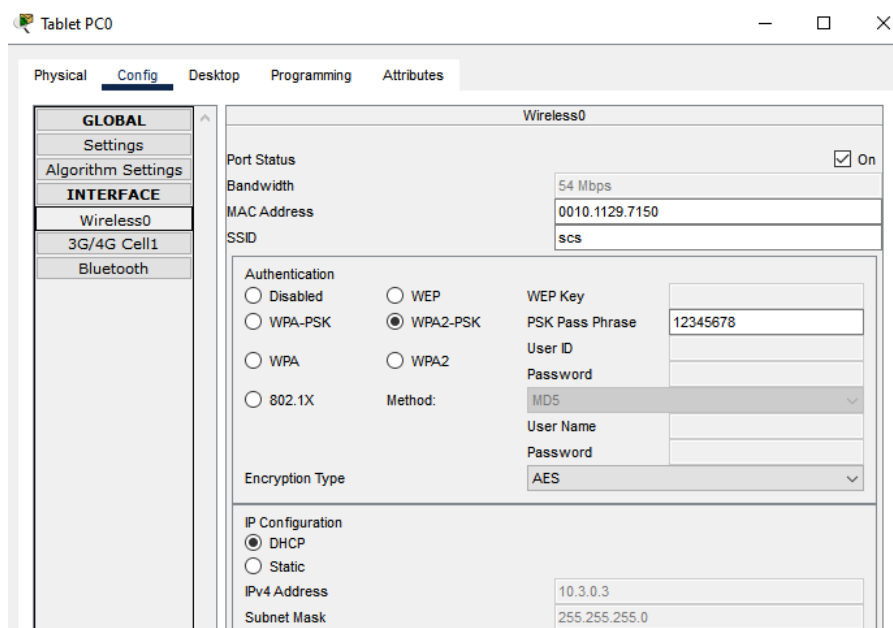 Tablet PC0
Physical Config Desktop Programming Attributes
GLOBAL
Settings
Algorithm Settings
INTERFACE
Wireless0
3G/4G Cell1
Bluetooth
Wireless0
Port Status On
Bandwidth 54 Mbps
MAC Address 0010.1129.7150
SSID scs
Authentication
Disabled WEP WEP Key
WPA-PSK WPA2-PSK PSK Pass Phrase 12345678
User ID
WPA WPA2
Password
802.1X Method: MD5
User Name
Password
Encryption Type AES
IP Configuration
DHCP
Static
IPv4 Address 10.3.0.3
Subnet Mask 255.255.255.0